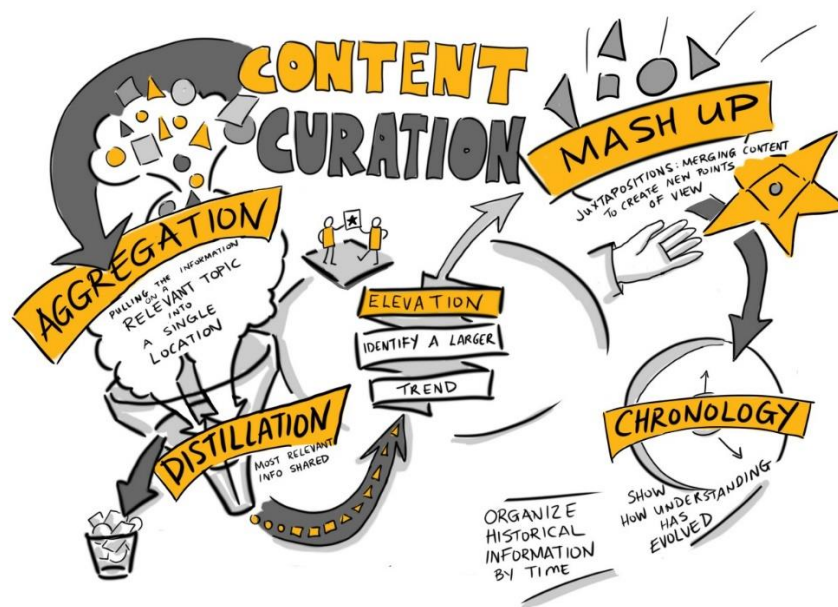 CONTENT
CURATION
AGGREGATION
PULLING THE INFORMATION
ON A
RELEVANT TOPIC
INTO
A SINGLE
LOCATION
DISTILLATION
MOST RELEVANT
INFO SHARED
ELEVATION
IDENTIFY A LARGER
TREND
MASH UP
JUXTAPOSITIONS: MERGING CONTENT
TO CREATE NEW POINTS
OF VIEW
CHRONOLOGY
ORGANIZE
HISTORICAL
INFORMATION
BY TIME
SHOW
HOW UNDERSTANDING
HAS
EVOLVED